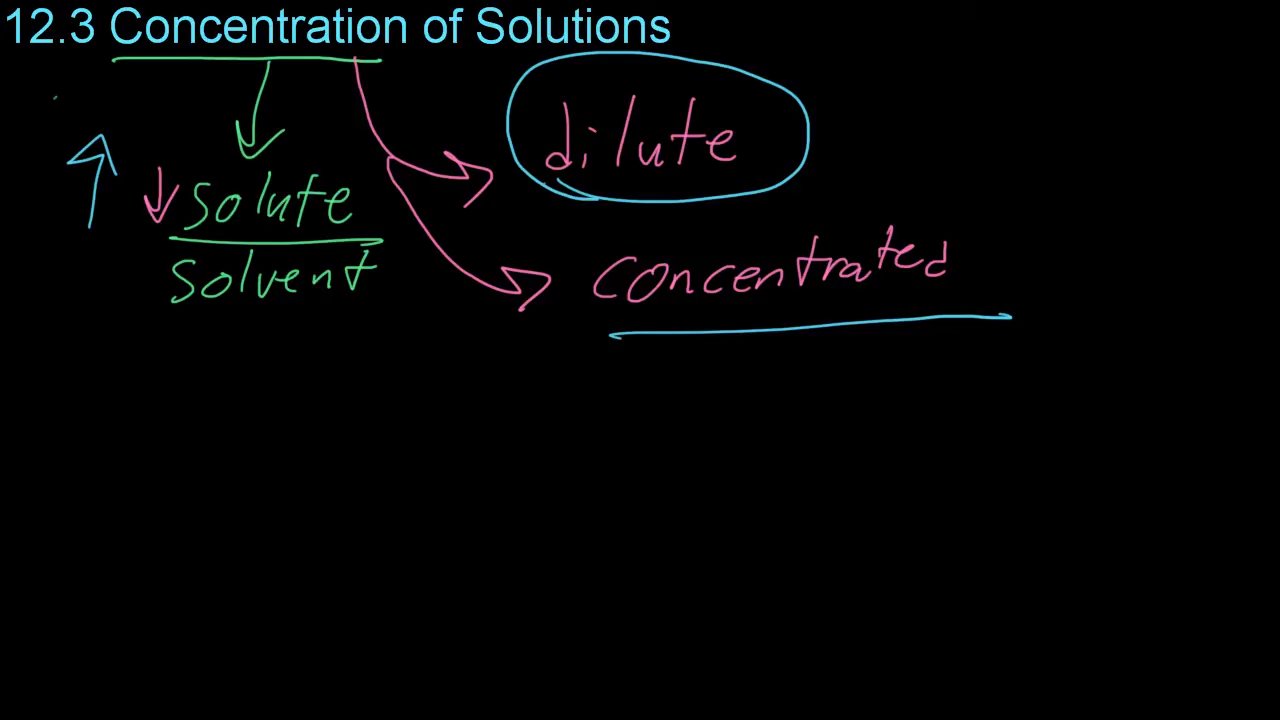 12.3 Concentration of Solutions
dilute
solute
solvent
concentrated